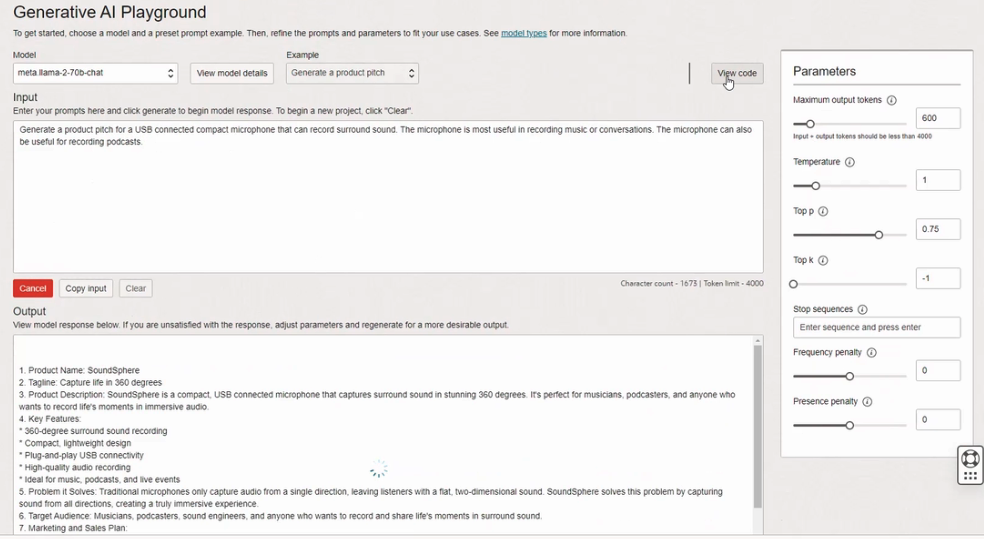 Generative AI Playground
To get started, choose a model and a preset prompt example. Then, refine the prompts and parameters to fit your use cases. See model types for more information.
Model
Example
meta.llama-2-70b-chat
View model details
Generate a product pitch
View code
Input
Enter your prompts here and click generate to begin model response. To begin a new project, click "Clear".
Generate a product pitch for a USB connected compact microphone that can record surround sound. The microphone is most useful in recording music or conversations. The microphone can also
be useful for recording podcasts.
Cancel
Copy input
Clear
Character count - 1673 | Token limit - 4000
Output
View model response below. If you are unsatisfied with the response, adjust parameters and regenerate for a more desirable output.
1. Product Name: SoundSphere
2. Tagline: Capture life in 360 degrees
3. Product Description: SoundSphere is a compact, USB connected microphone that captures surround sound in stunning 360 degrees. It's perfect for musicians, podcasters, and anyone who
wants to record life's moments in immersive audio.
4. Key Features:
* 360-degree surround sound recording
* Compact, lightweight design
* Plug-and-play USB connectivity
* High-quality audio recording
* Ideal for music, podcasts, and live events
5. Problem it Solves: Traditional microphones only capture audio from a single direction, leaving listeners with a flat, two-dimensional sound. SoundSphere solves this problem by capturing
sound from all directions, creating a truly immersive experience.
6. Target Audience: Musicians, podcasters, sound engineers, and anyone who wants to record and share life's moments in surround sound.
7. Marketing and Sales Plan:
Parameters
Maximum output tokens
600
Input + output tokens should be less than 4000
Temperature
1
Top p
0.75
Top k
-1
Stop sequences
Enter sequence and press enter
Frequency penalty
0
Presence penalty
0